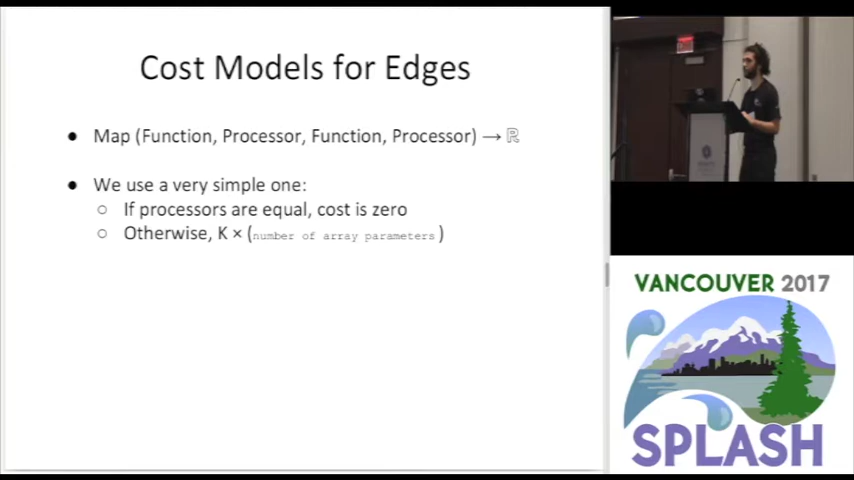 Cost Models for Edges
● Map (Function, Processor, Function, Processor) → ℝ
● We use a very simple one:
○ If processors are equal, cost is zero
○ Otherwise, K × (number of array parameters )
VANCOUVER 2017
SPLASH